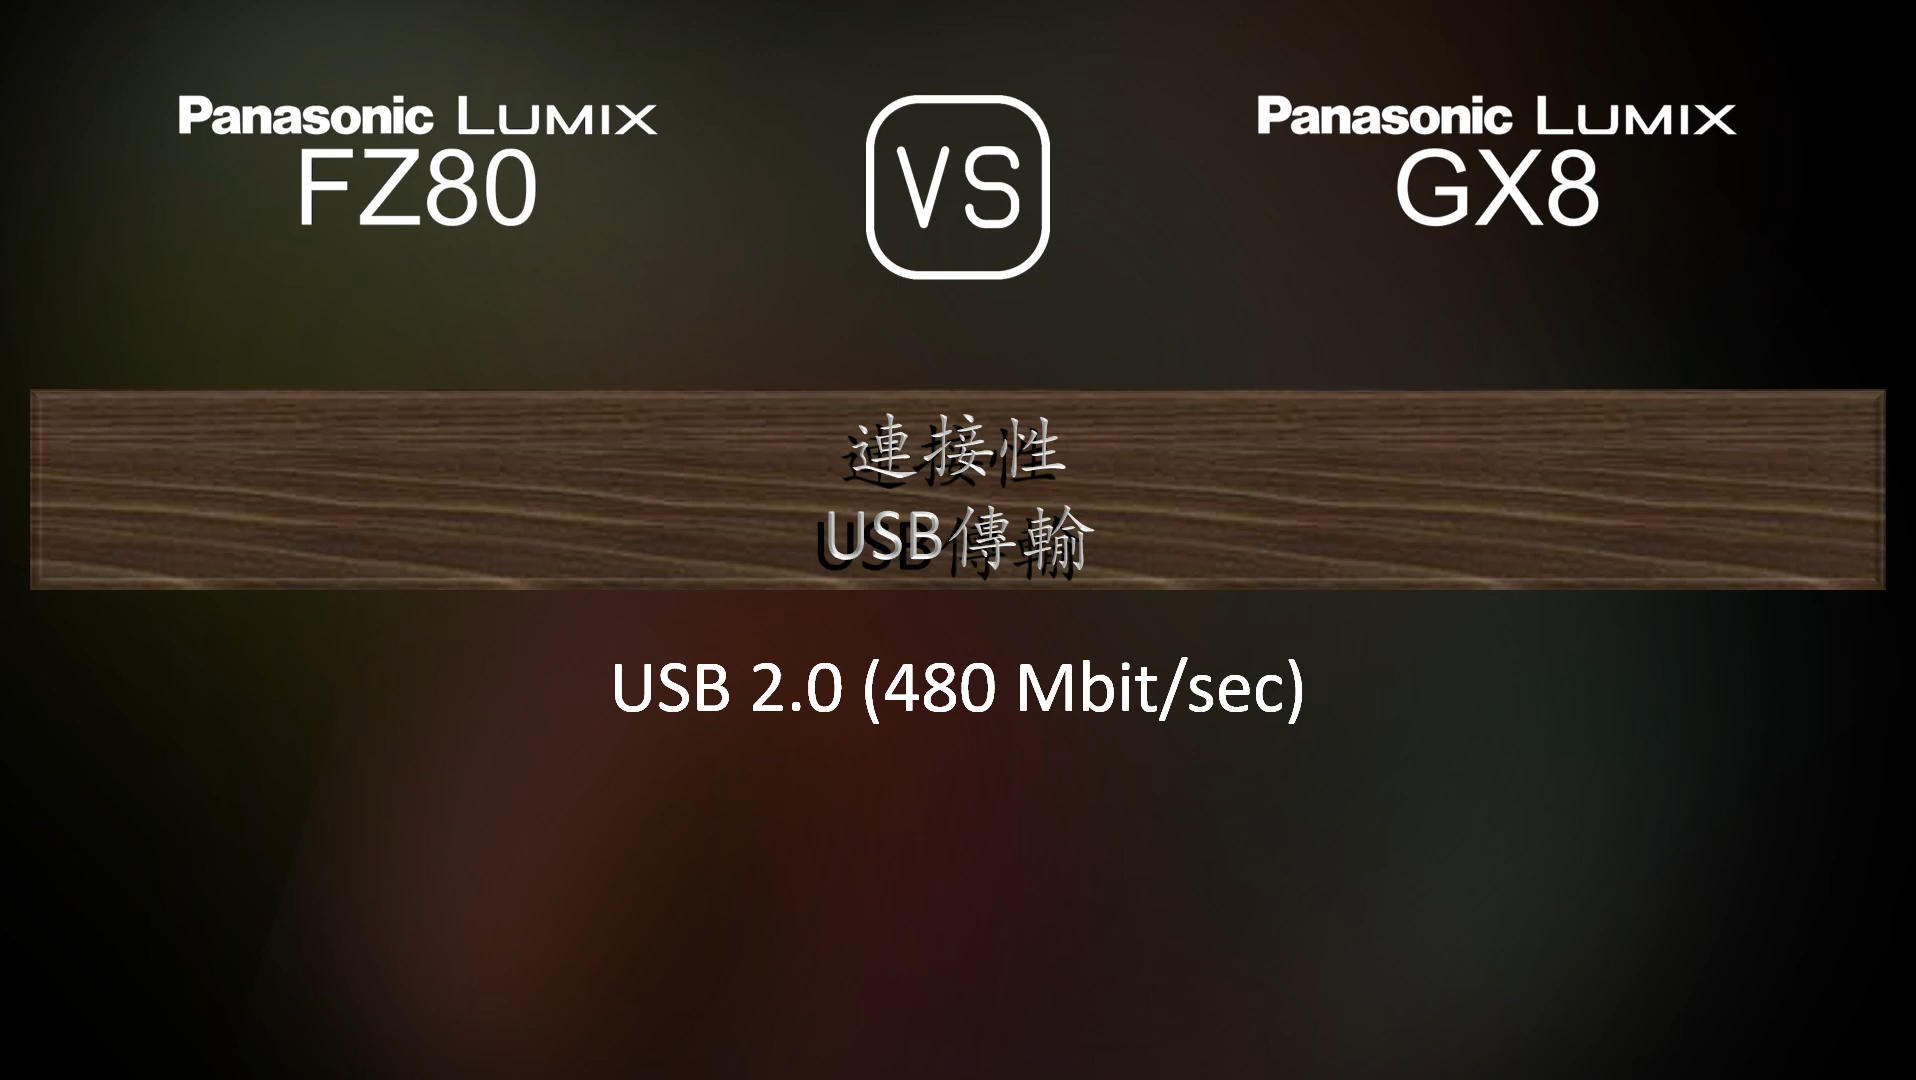 Panasonic LUMIX
FZ80
VS
Panasonic LUMIX
GX8
連接性
USB傳輸
USB 2.0 (480 Mbit/sec)